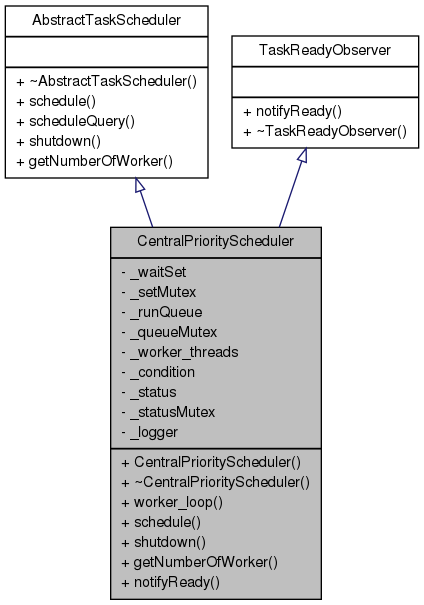 AbstractTaskScheduler
+ ~AbstractTaskScheduler()
+ schedule()
+ scheduleQuery()
+ shutdown()
+ getNumberOfWorker()
TaskReadyObserver
+ notifyReady()
+ ~TaskReadyObserver()
CentralPriorityScheduler
- _waitSet
- _setMutex
- _runQueue
- _queueMutex
- _worker_threads
- _condition
- _status
- _statusMutex
- _logger
+ CentralPriorityScheduler()
+ ~CentralPriorityScheduler()
+ worker_loop()
+ schedule()
+ shutdown()
+ getNumberOfWorker()
+ notifyReady()